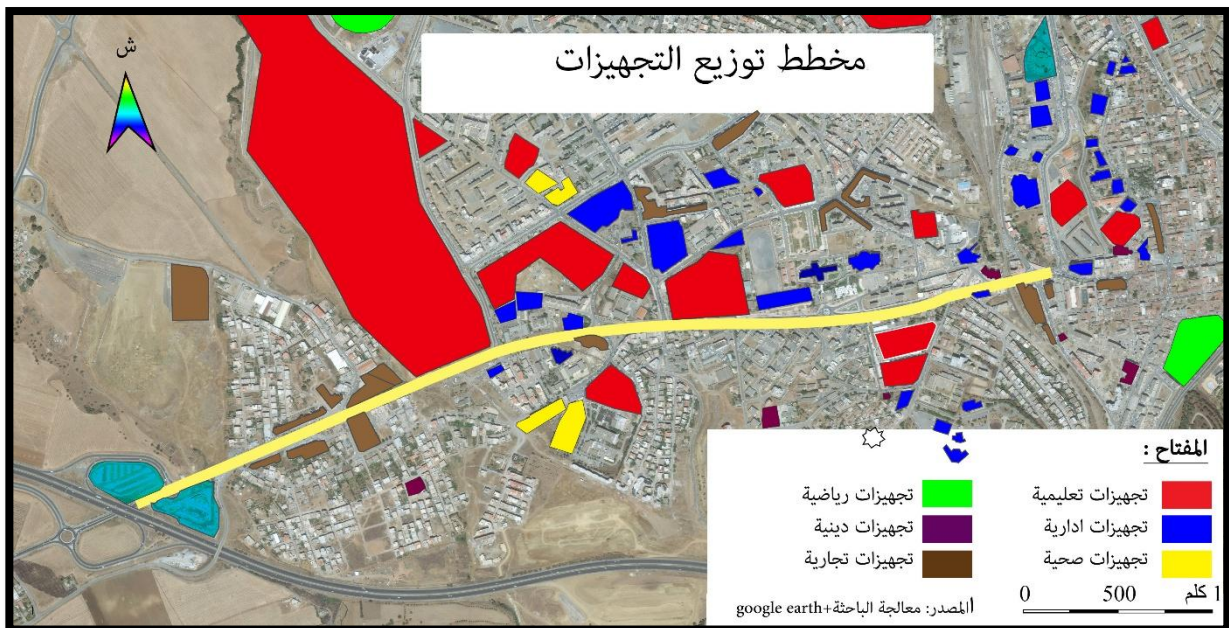 مخطط توزيع التجهيزات
ش
المفتاح :
تجهيزات تعليمية
تجهيزات ادارية
تجهيزات صحية
تجهيزات رياضية
تجهيزات دينية
تجهيزات تجارية
0 500 1 كلم
المصدر: معالجة الباحثة+google earth
1